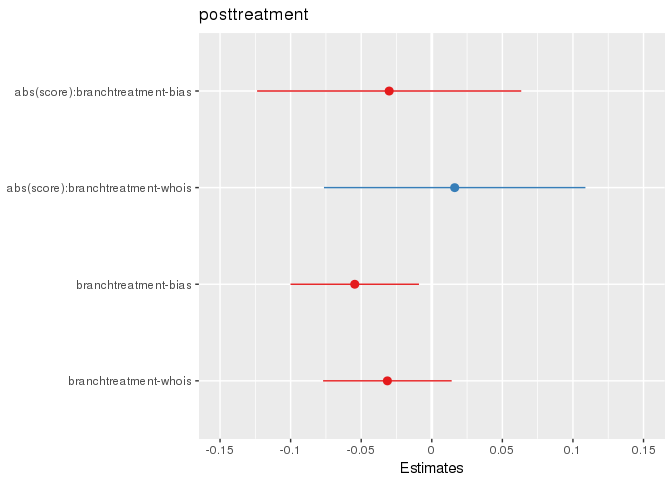 posttreatment
abs(score):branchtreatment-bias
abs(score):branchtreatment-whois
branchtreatment-bias
branchtreatment-whois
-0.15 -0.1 -0.05 0 0.05 0.1 0.15
Estimates